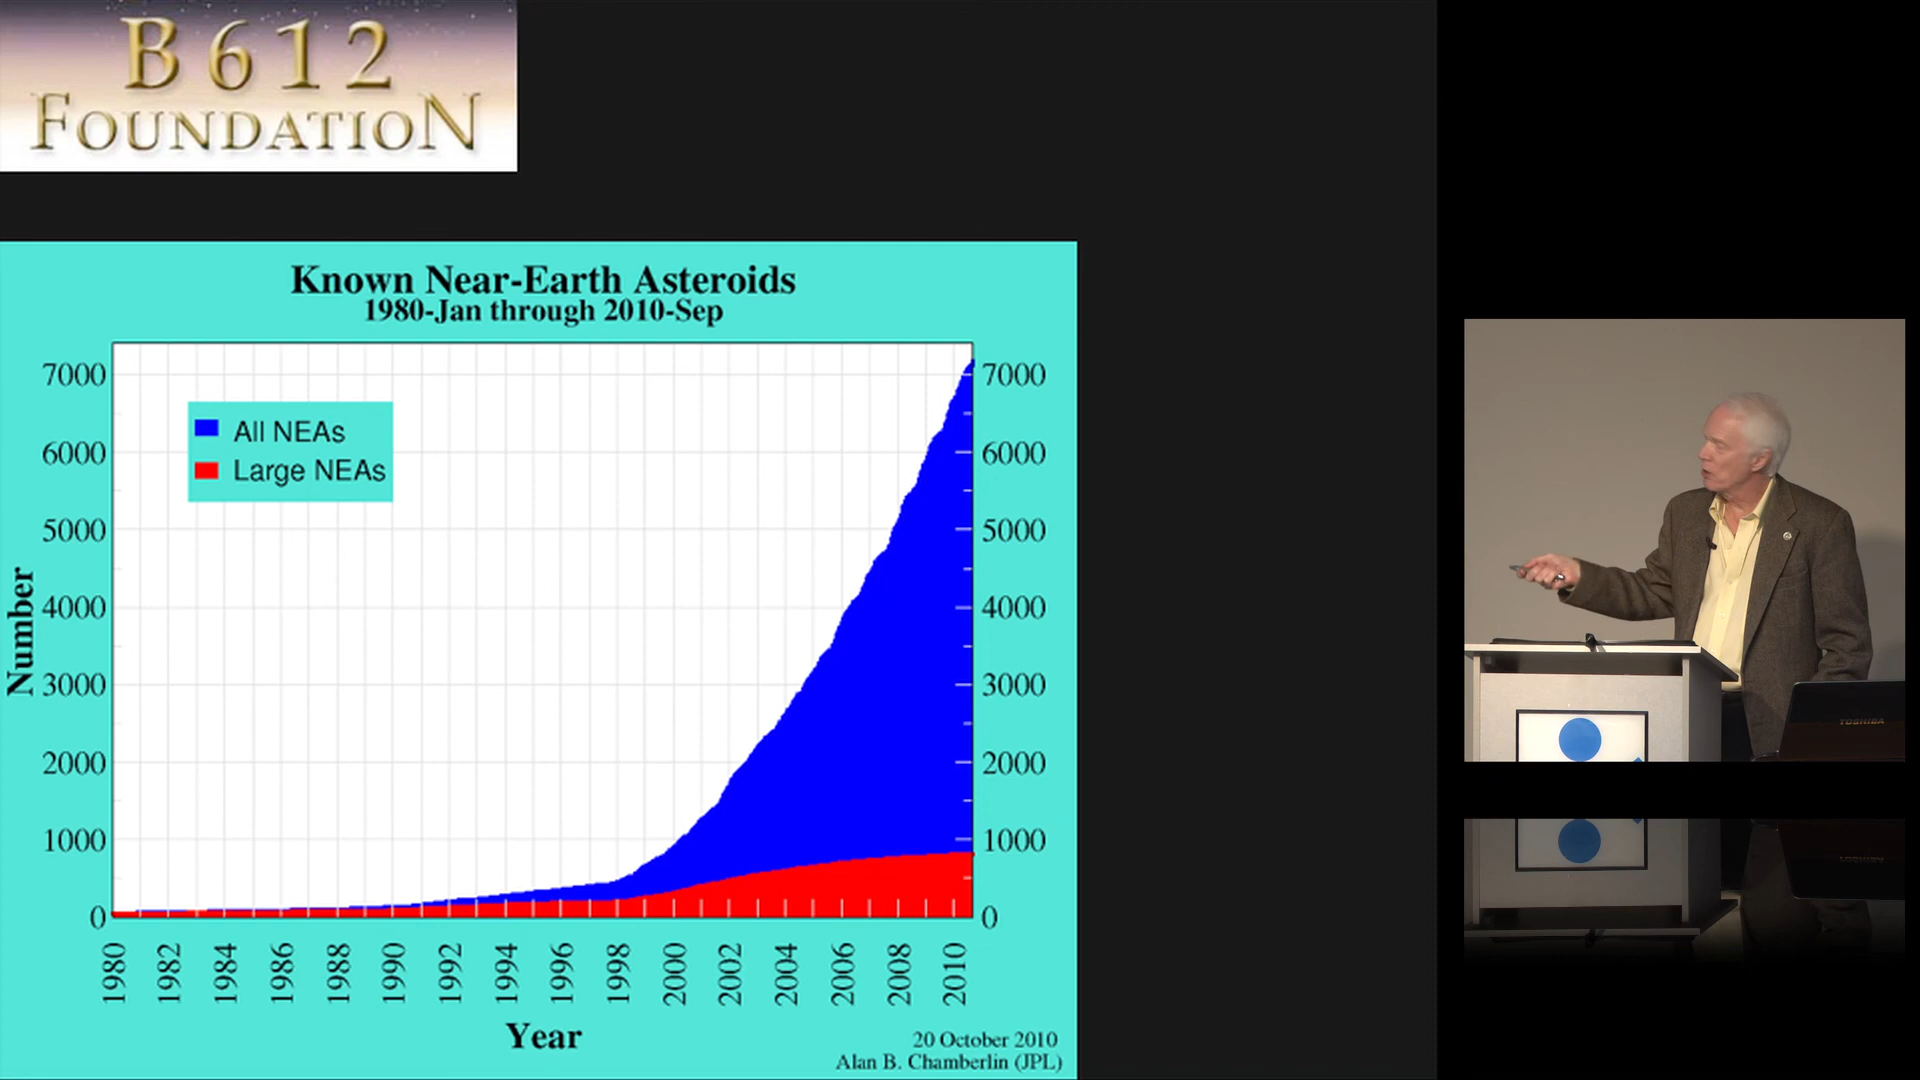 B 6 1 2
FOUNDATION
Known Near-Earth Asteroids
1980-Jan through 2010-Sep
7000
6000
5000
4000
3000
2000
1000
0
Number
All NEAs
Large NEAs
7000
6000
5000
4000
3000
2000
1000
0
1980
1982
1984
1986
1988
1990
1992
1994
1996
1998
2000
2002
2004
2006
2008
2010
Year
20 October 2010
Alan B. Chamberlin (JPL)
TOSHIBA